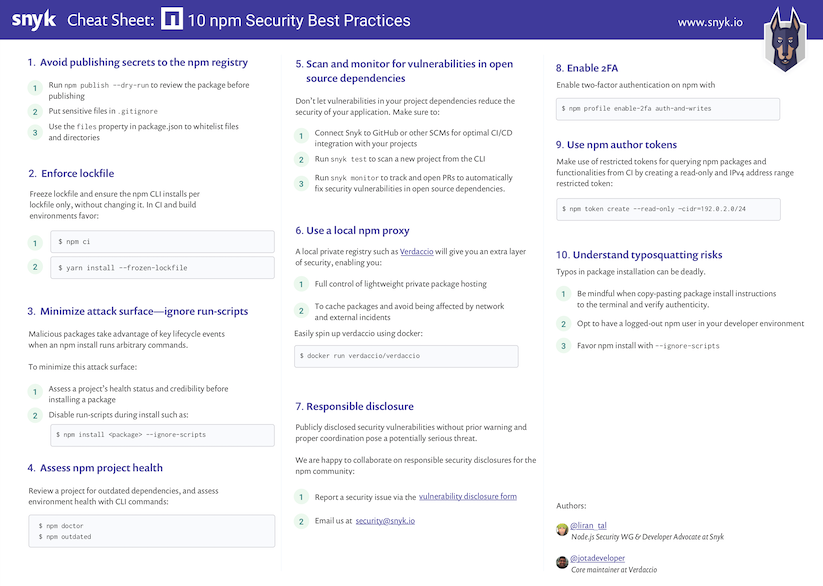 snyk Cheat Sheet: 10 npm Security Best Practices
www.snyk.io
1. Avoid publishing secrets to the npm registry
1 Run npm publish --dry-run to review the package before
publishing
2 Put sensitive files in .gitignore
3 Use the files property in package.json to whitelist files
and directories
2. Enforce lockfile
Freeze lockfile and ensure the npm CLI installs per
lockfile only, without changing it. In CI and build
environments favor:
1 $ npm ci
2 $ yarn install --frozen-lockfile
3. Minimize attack surface—ignore run-scripts
Malicious packages take advantage of key lifecycle events
when an npm install runs arbitrary commands.
To minimize this attack surface:
1 Assess a project's health status and credibility before
installing a package
2 Disable run-scripts during install such as:
$ npm install <package> --ignore-scripts
4. Assess npm project health
Review a project for outdated dependencies, and assess
environment health with CLI commands:
$ npm doctor
$ npm outdated
5. Scan and monitor for vulnerabilities in open
source dependencies
Don't let vulnerabilities in your project dependencies reduce the
security of your application. Make sure to:
1 Connect Snyk to GitHub or other SCMs for optimal CI/CD
integration with your projects
2 Run snyk test to scan a new project from the CLI
3 Run snyk monitor to track and open PRs to automatically
fix security vulnerabilities in open source dependencies.
6. Use a local npm proxy
A local private registry such as Verdaccio will give you an extra layer
of security, enabling you:
1 Full control of lightweight private package hosting
2 To cache packages and avoid being affected by network
and external incidents
Easily spin up verdaccio using docker:
$ docker run verdaccio/verdaccio
7. Responsible disclosure
Publicly disclosed security vulnerabilities without prior warning and
proper coordination pose a potentially serious threat.
We are happy to collaborate on responsible security disclosures for the
npm community:
1 Report a security issue via the vulnerability disclosure form
2 Email us at security@snyk.io
8. Enable 2FA
Enable two-factor authentication on npm with
$ npm profile enable-2fa auth-and-writes
9. Use npm author tokens
Make use of restricted tokens for querying npm packages and
functionalities from CI by creating a read-only and IPv4 address range
restricted token:
$ npm token create --read-only -cidr=192.0.2.0/24
10. Understand typosquatting risks
Typos in package installation can be deadly.
1 Be mindful when copy-pasting package install instructions
to the terminal and verify authenticity.
2 Opt to have a logged-out npm user in your developer environment
3 Favor npm install with --ignore-scripts
Authors:
@liran_tal
Node.js Security WG & Developer Advocate at Snyk
@jotadeveloper
Core maintainer at Verdaccio